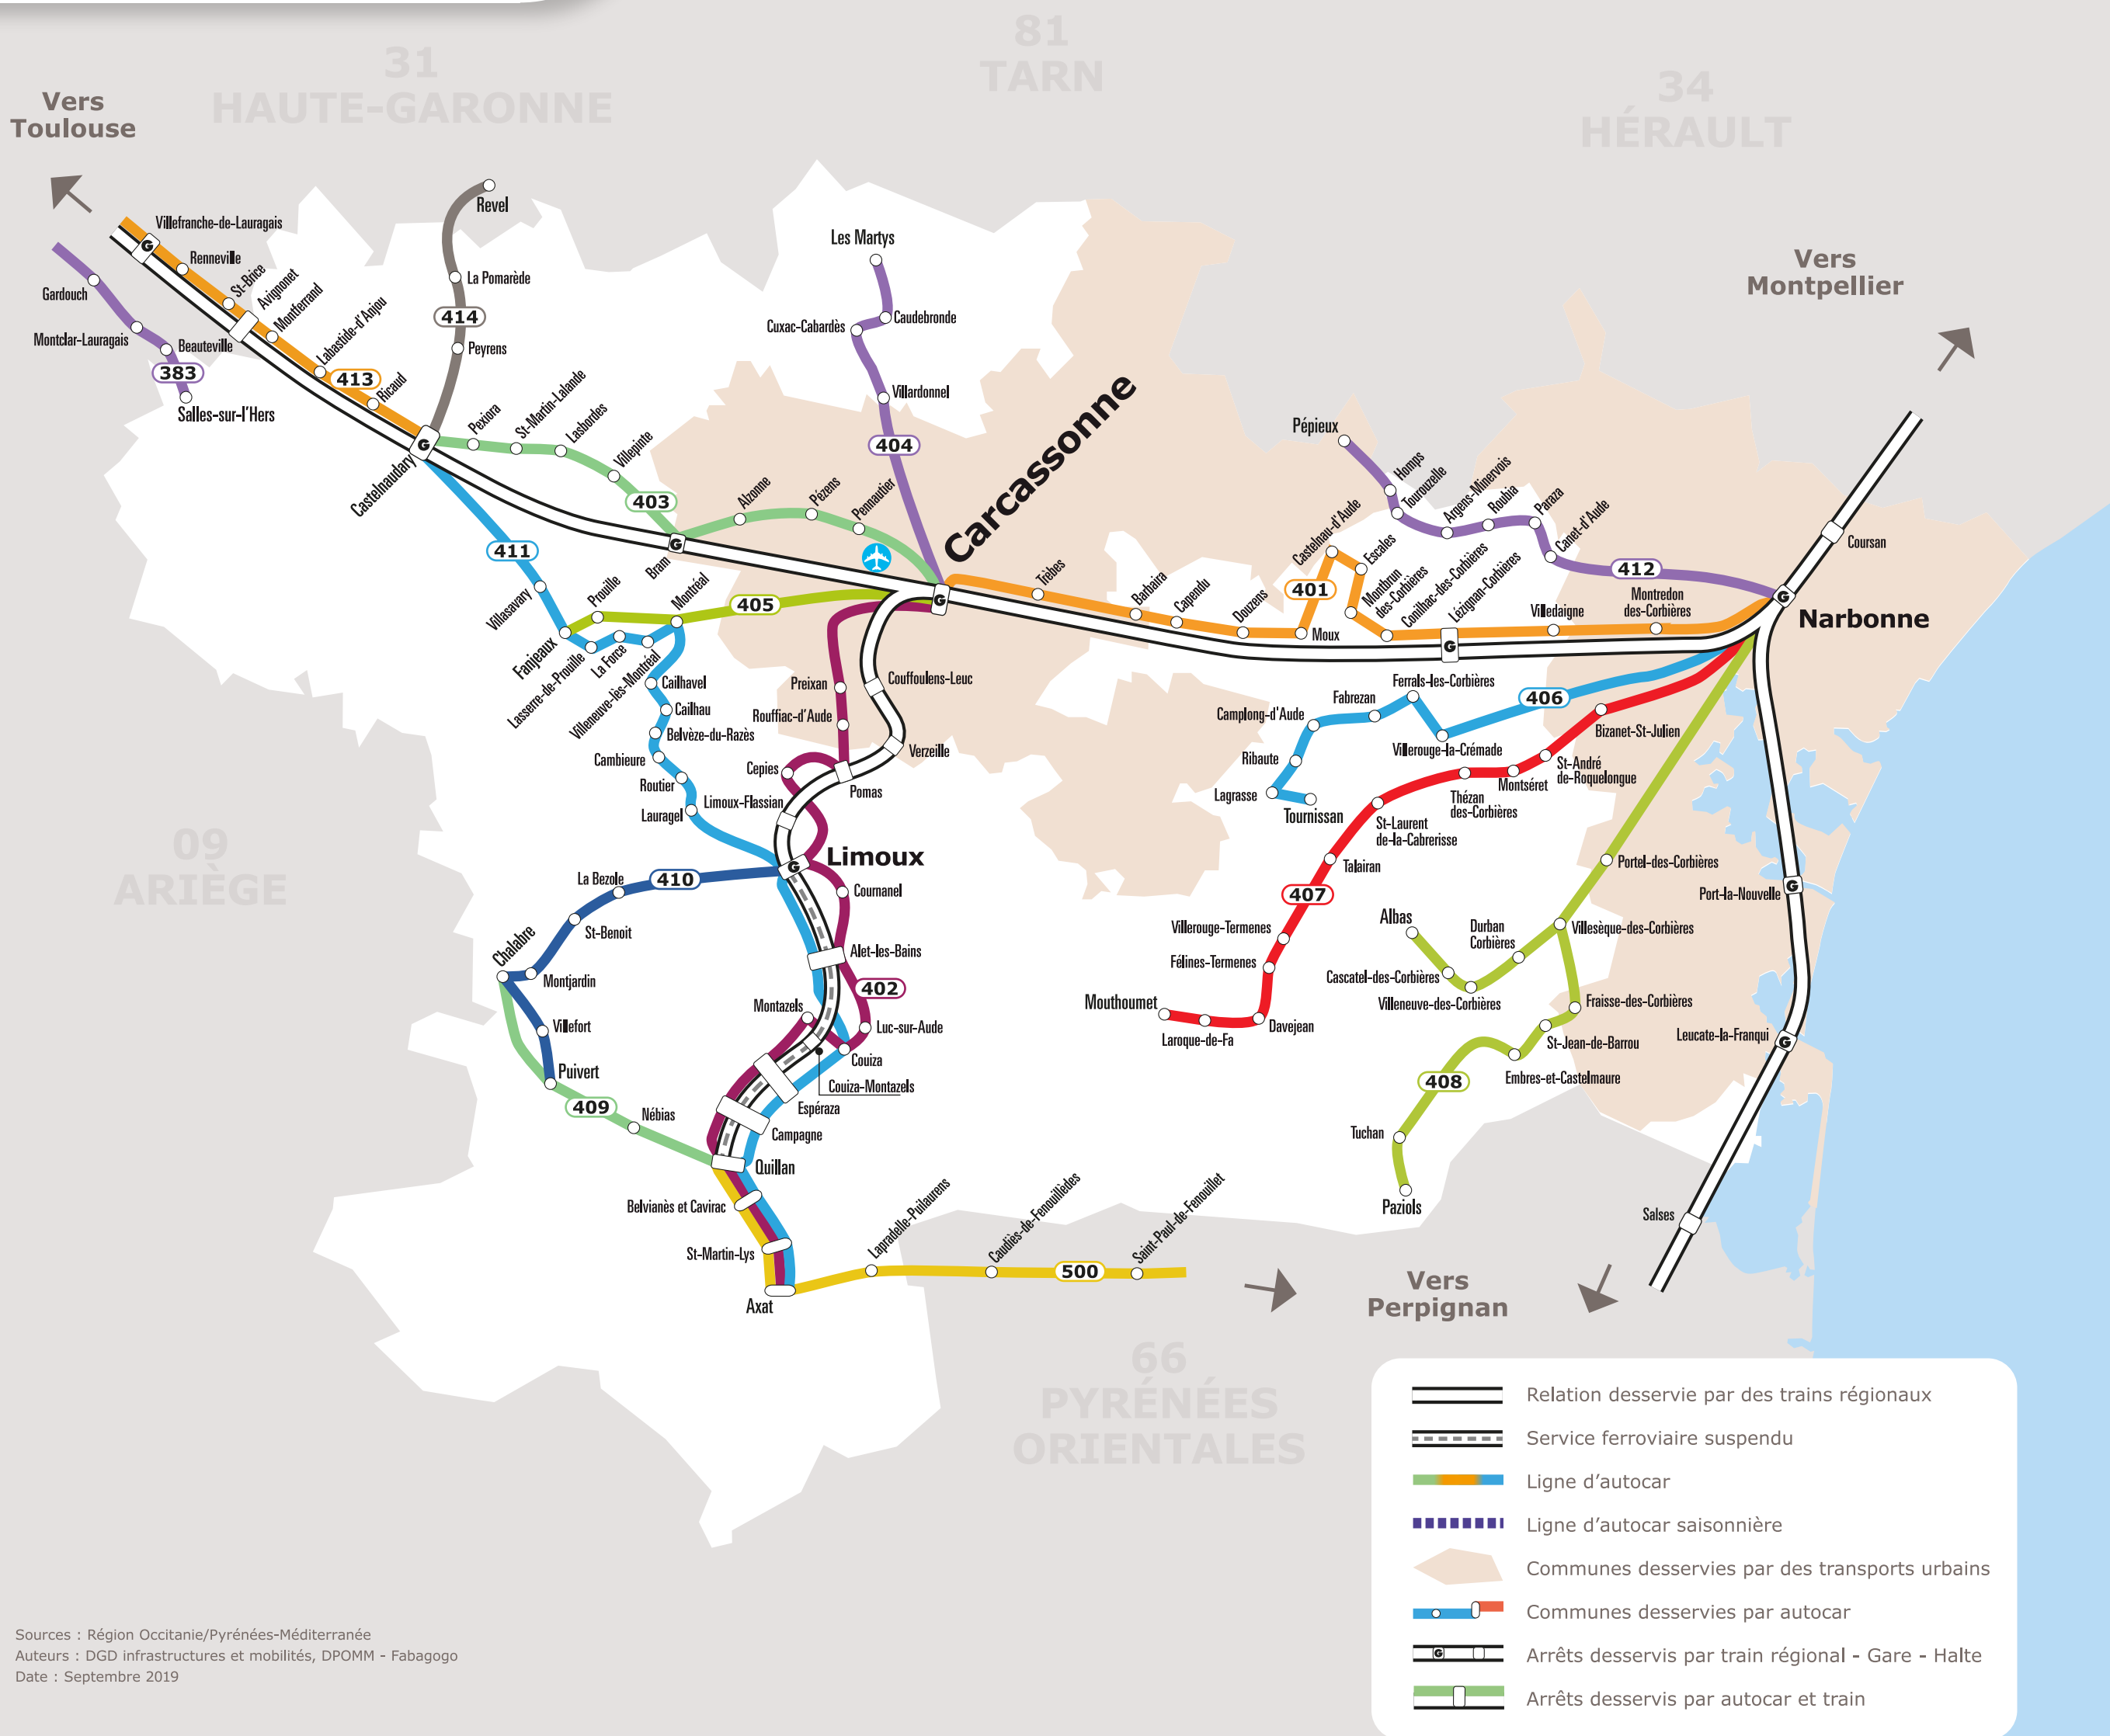 31
HAUTE-GARONNE
81
TARN
34
HÉRAULT
Vers
Toulouse
Vers
Montpellier
Villefranche-de-Lauragais
G
Renneville
St-Brice
Avignonet
Montferrand
Labastide-d'Anjou
413
Ricaud
Gardouch
Montclar-Lauragais
Beauteville
383
Salles-sur-l'Hers
Revel
La Pomarède
414
Peyrens
G
Castelnaudary
Pexiora
St-Martin-Lalande
Lasbordes
Villepinte
403
G
Bram
Alzonne
Pézens
Pennautier
Les Martys
Caudebronde
Cuxac-Cabardès
Villardonnel
404
Carcassonne
G
411
Villasavary
Prouille
Montréal
405
Fanjeaux
Lasserre-de-Prouille
La Force
Villeneuve-lès-Montréal
Cailhavel
Cailhau
Belvèze-du-Razès
Cambieure
Routier
Lauragel
Preixan
Rouffiac-d'Aude
Couffoulens-Leuc
Verzeille
Cepies
Pomas
Limoux-Flassian
Limoux
G
Trèbes
Barbaira
Capendu
Douzens
Moux
401
Castelnau-d'Aude
Escales
Montbrun
des-Corbières
Conilhac-des-Corbières
Lézignan-Corbières
G
Villedaigne
Montredon
des-Corbières
Pépieux
Homps
Tourouzelle
Argens-Minervois
Roubia
Paraza
Canet-d'Aude
412
G
Narbonne
Coursan
Ferrals-les-Corbières
406
Fabrezan
Camplong-d'Aude
Villerouge-la-Crémade
Ribaute
Lagrasse
Tournissan
Bizanet-St-Julien
St-André
de-Roquelongue
Montséret
Thézan
des-Corbières
St-Laurent
de-la-Cabrerisse
Talairan
407
Villerouge-Termenes
Félines-Termenes
Mouthoumet
Laroque-de-Fa
Davejean
Portel-des-Corbières
Port-la-Nouvelle
G
Albas
Durban
Corbières
Villesèque-des-Corbières
Cascatel-des-Corbières
Villeneuve-des-Corbières
Fraisse-des-Corbières
St-Jean-de-Barrou
Leucate-la-Franqui
G
Embres-et-Castelmaure
408
Tuchan
Paziols
Salses
09
ARIÈGE
La Bezole
410
St-Benoit
Chalabre
Montjardin
Villefort
Puivert
409
Nébias
Cournanel
Alet-les-Bains
402
Montazels
Luc-sur-Aude
Couiza
Couiza-Montazels
Espéraza
Campagne
Quillan
Belvianès et Cavirac
St-Martin-Lys
Axat
Lapradelle-Puilaurens
Caudiès-de-Fenouillèdes
500
Saint-Paul-de-Fenouillet
Vers
Perpignan
66
PYRÉNÉES
ORIENTALES
Relation desservie par des trains régionaux
Service ferroviaire suspendu
Ligne d'autocar
Ligne d'autocar saisonnière
Communes desservies par des transports urbains
Communes desservies par autocar
G
Arrêts desservis par train régional - Gare - Halte
Arrêts desservis par autocar et train
Sources : Région Occitanie/Pyrénées-Méditerranée
Auteurs : DGD infrastructures et mobilités, DPOMM - Fabagogo
Date : Septembre 2019